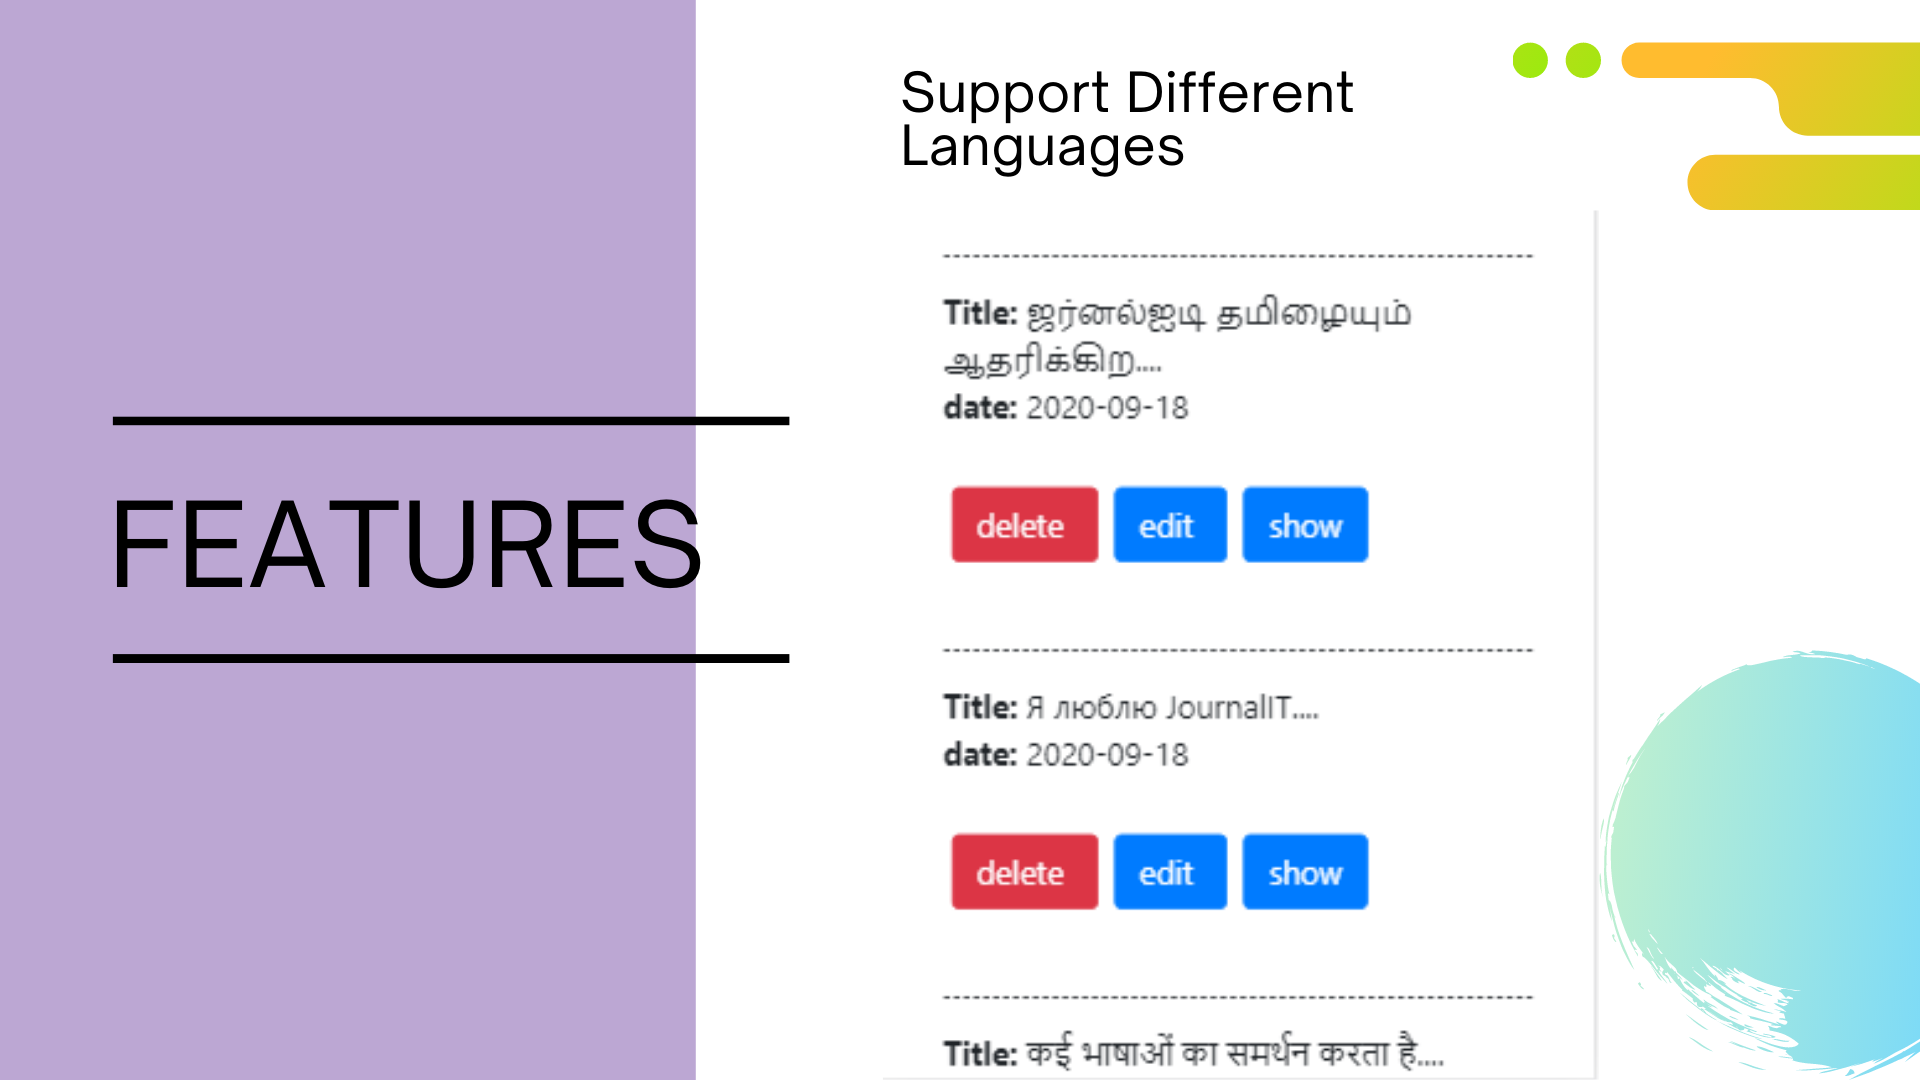 Support Different
Languages
FEATURES
Title: ஜர்னல்ஐடி தமிழையும்
ஆதரிக்கிற....
date: 2020-09-18
delete edit show
Title: Я люблю JournalIT....
date: 2020-09-18
delete edit show
Title: कई भाषाओं का समर्थन करता है....